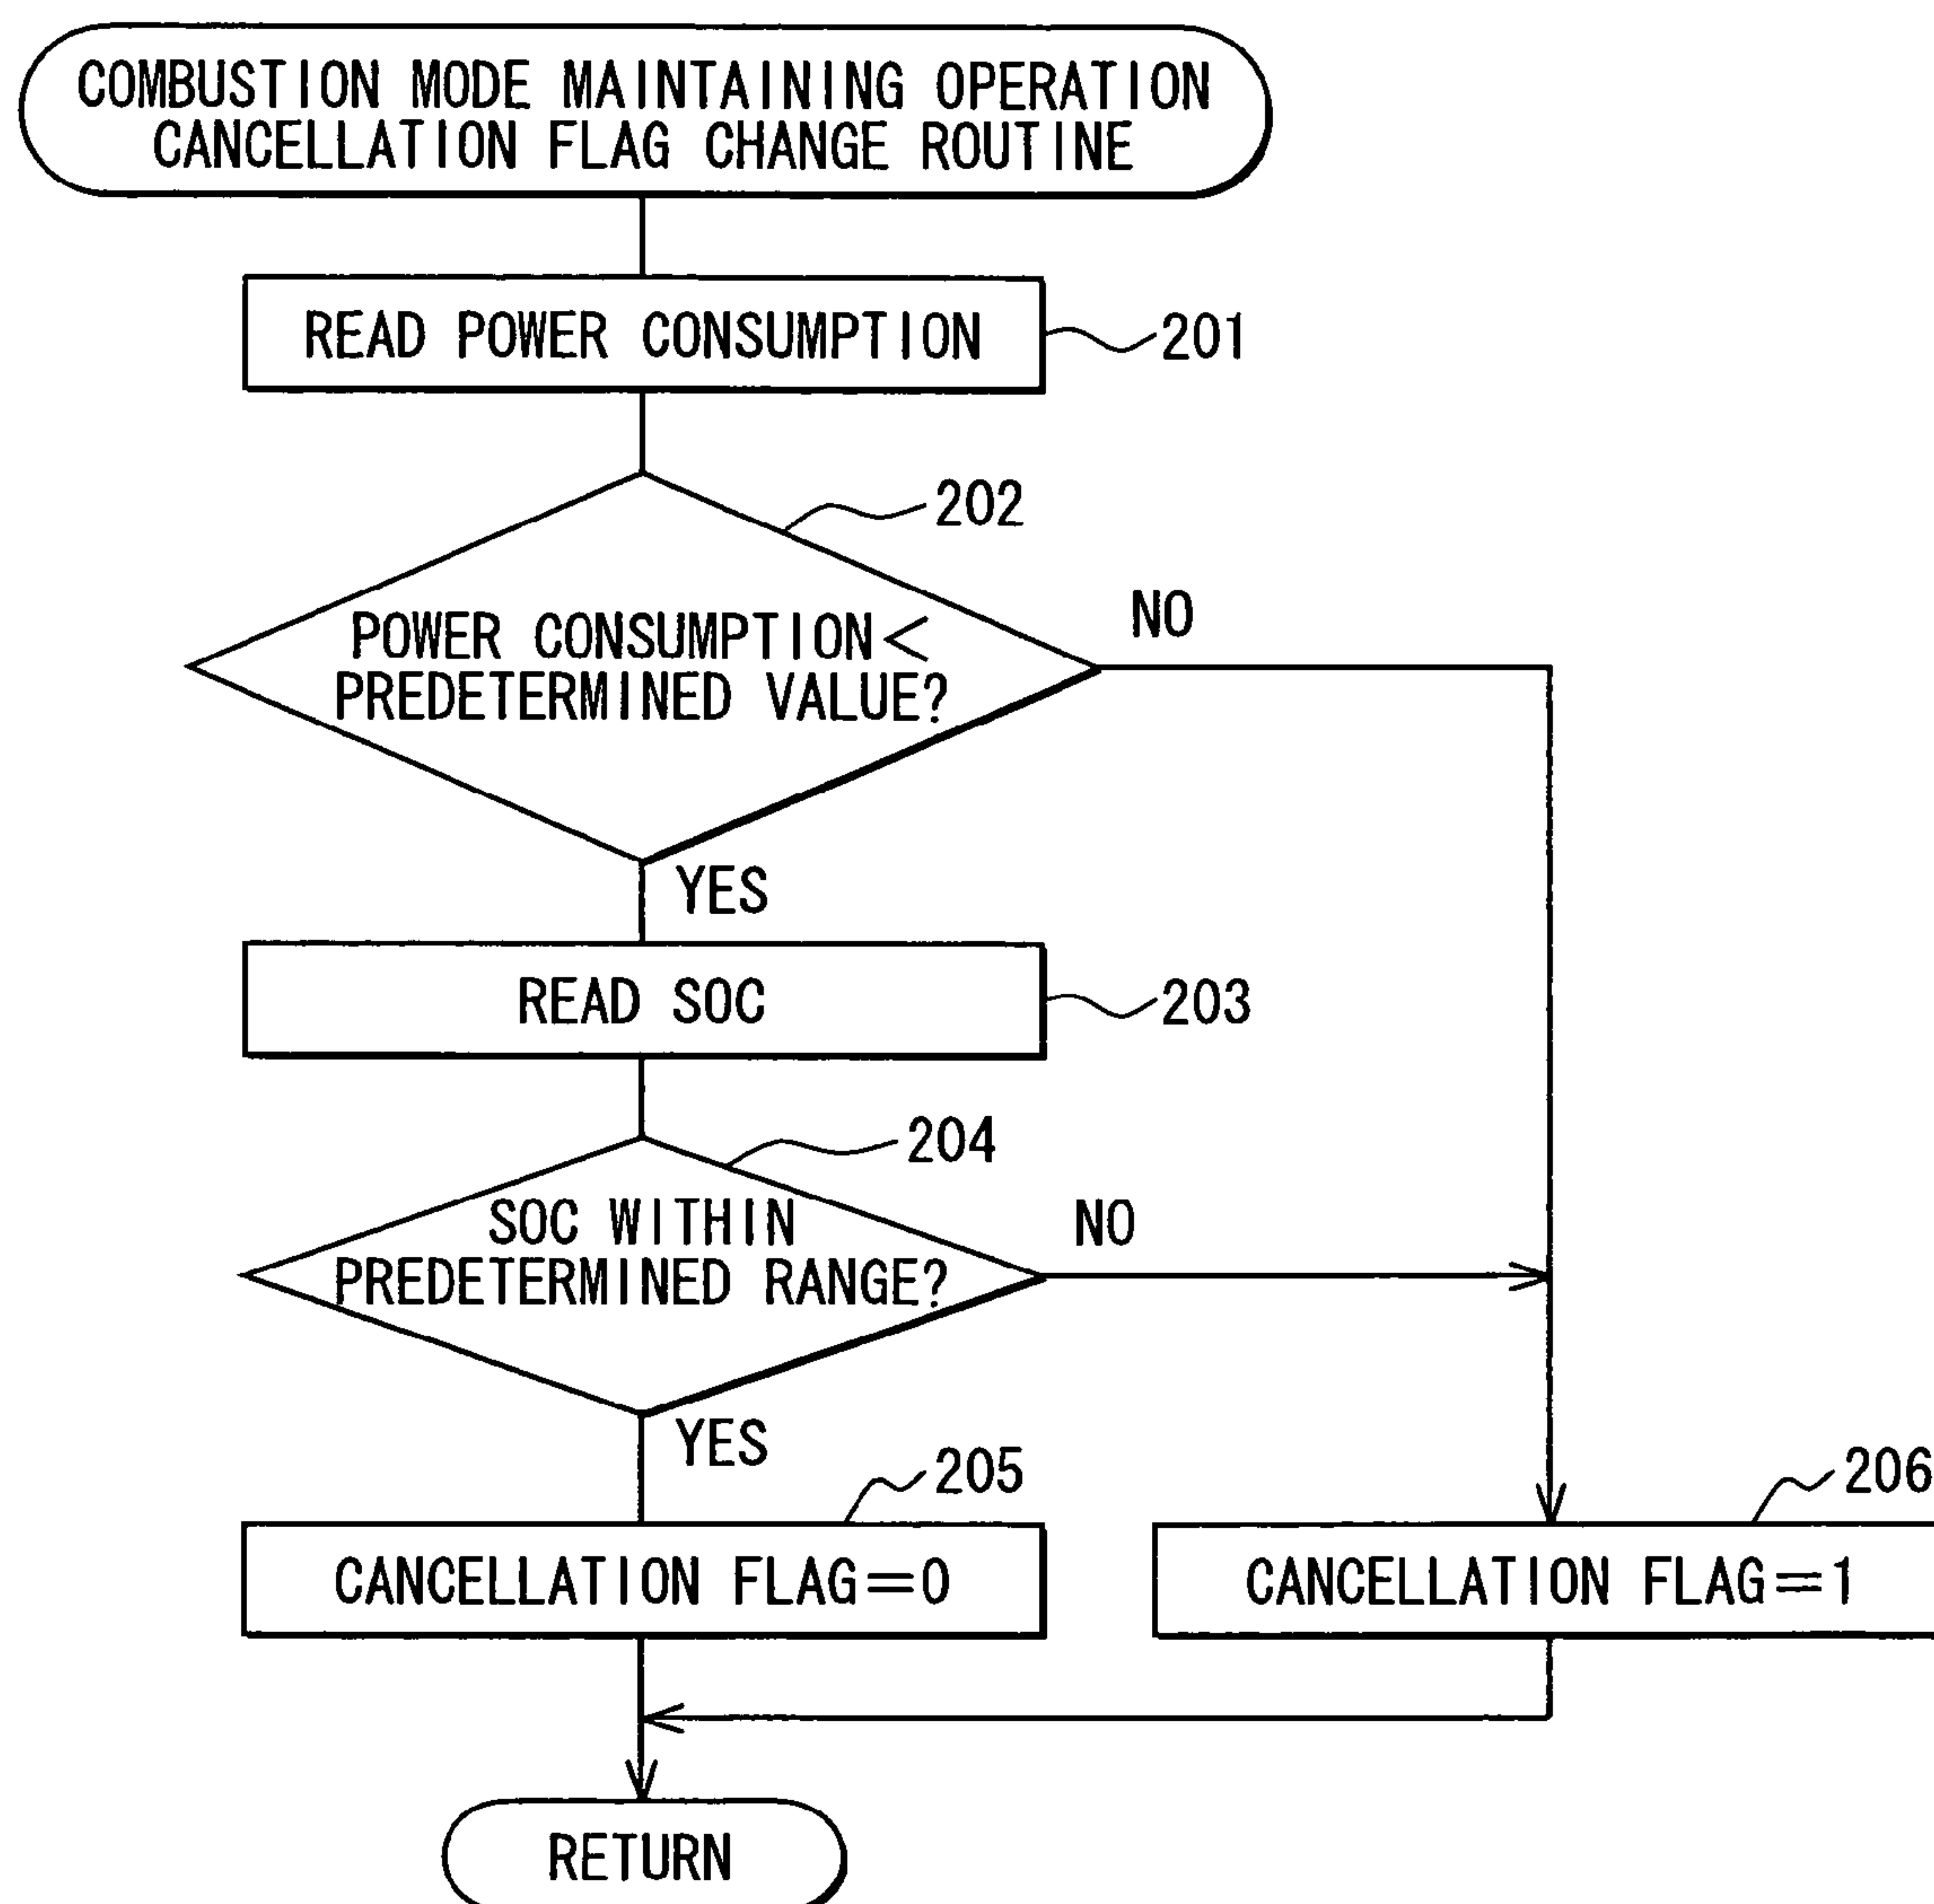 COMBUSTION MODE MAINTAINING OPERATION
CANCELLATION FLAG CHANGE ROUTINE
READ POWER CONSUMPTION
201
202
POWER CONSUMPTION<
PREDETERMINED VALUE?
NO
YES
READ SOC
203
204
SOC WITHIN
PREDETERMINED RANGE?
NO
YES
205
206
CANCELLATION FLAG=0
CANCELLATION FLAG=1
RETURN